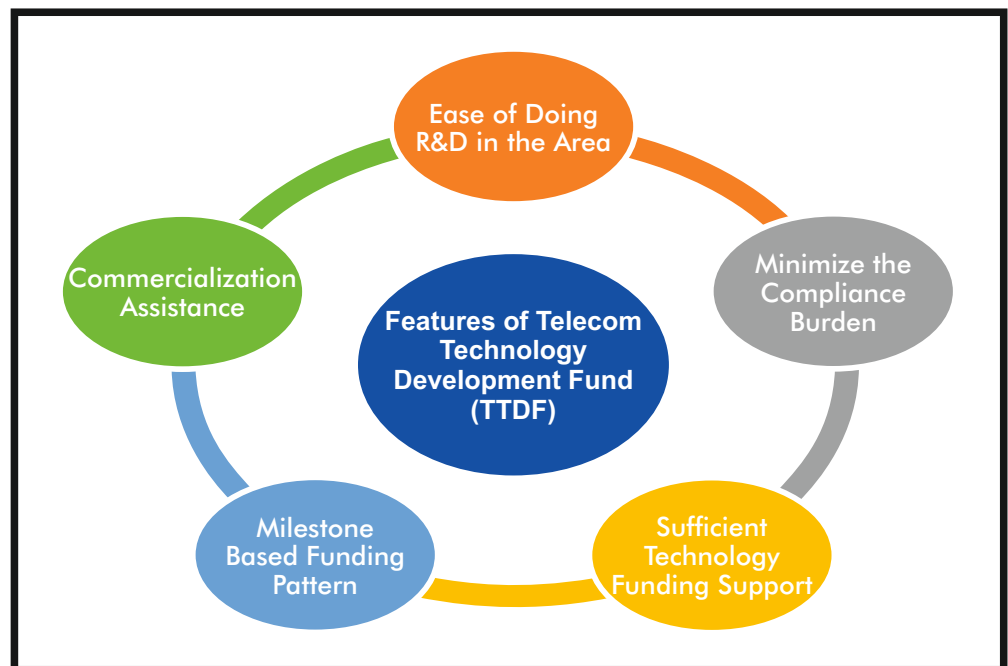 Ease of Doing
R&D in the Area
Commercialization
Assistance
Minimize the
Compliance
Burden
Features of Telecom
Technology
Development Fund
(TTDF)
Milestone
Based Funding
Pattern
Sufficient
Technology
Funding Support